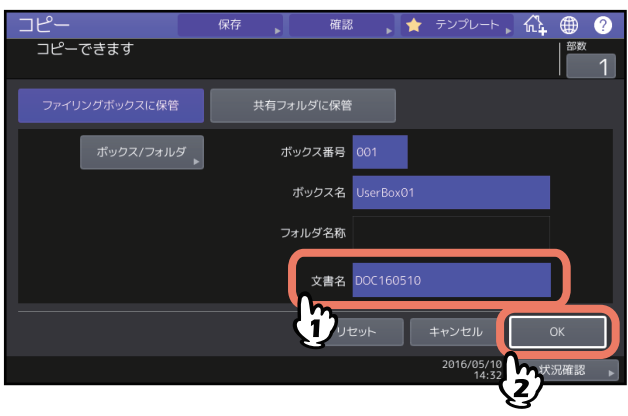 コピー 保存 確認 テンプレート ?
コピーできます 部数
1
ファイリングボックスに保管 共有フォルダに保管
ボックス/フォルダ ボックス番号 001
ボックス名 UserBox01
フォルダ名称
文書名 DOC160510
1
リセット キャンセル OK
2016/05/10
14:32
状況確認
2